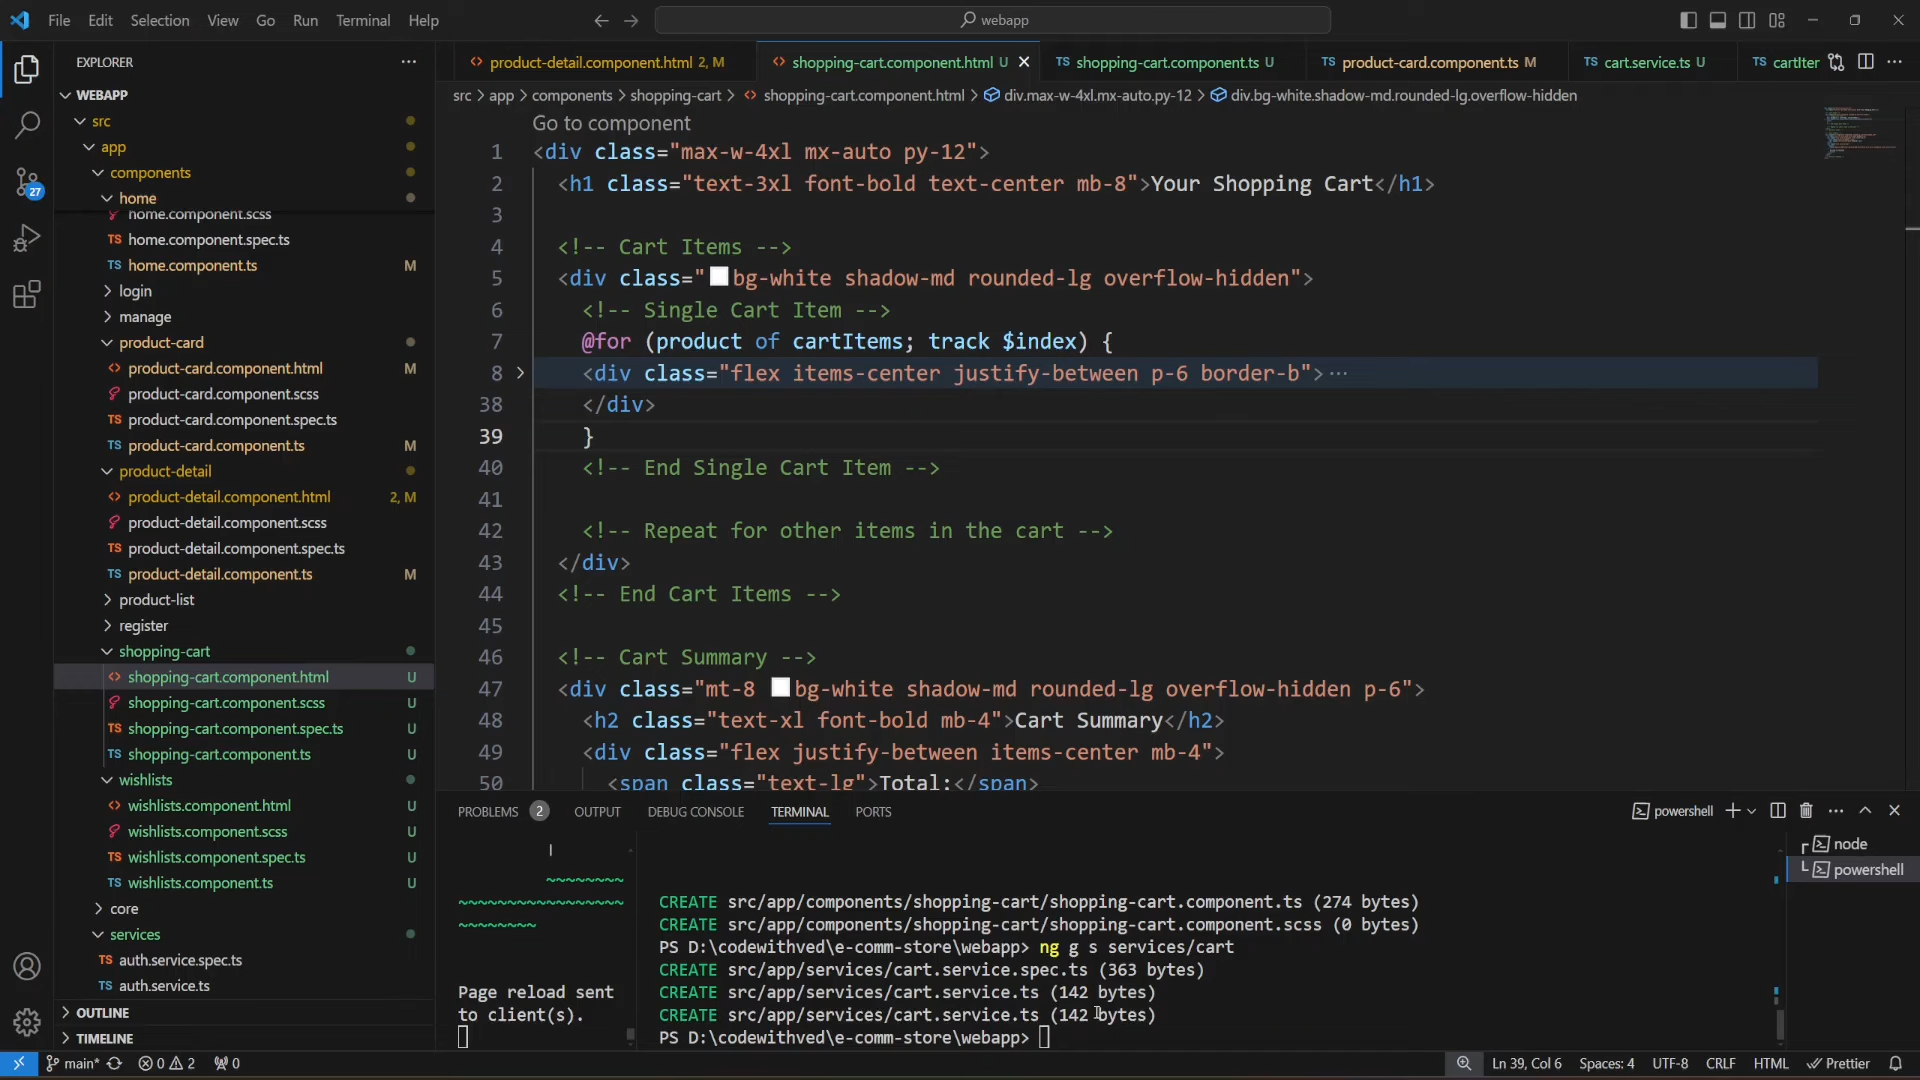 File Edit Selection View Go Run Terminal Help
webapp
EXPLORER
WEBAPP
src
app
components
home
home.component.scss
TS home.component.spec.ts
TS home.component.ts M
login
manage
product-card
<> product-card.component.html
product-card.component.scss
TS product-card.component.spec.ts
TS product-card.component.ts M
product-detail
<> product-detail.component.html 2, M
product-detail.component.scss
TS product-detail.component.spec.ts
TS product-detail.component.ts M
product-list
register
shopping-cart
<> shopping-cart.component.html U
shopping-cart.component.scss U
TS shopping-cart.component.spec.ts U
TS shopping-cart.component.ts U
wishlists
<> wishlists.component.html U
wishlists.component.scss U
TS wishlists.component.spec.ts U
TS wishlists.component.ts U
core
services
TS auth.service.spec.ts
TS auth.service.ts
OUTLINE
TIMELINE
27
<> product-detail.component.html 2, M
<> shopping-cart.component.html U
TS shopping-cart.component.ts U
TS product-card.component.ts M
TS cart.service.ts U
TS cartIter
src > app > components > shopping-cart > <> shopping-cart.component.html > div.max-w-4xl.mx-auto.py-12 > div.bg-white.shadow-md.rounded-lg.overflow-hidden
Go to component
1 <div class="max-w-4xl mx-auto py-12">
2 <h1 class="text-3xl font-bold text-center mb-8">Your Shopping Cart</h1>
3
4 <!-- Cart Items -->
5 <div class="bg-white shadow-md rounded-lg overflow-hidden">
6 <!-- Single Cart Item -->
7 @for (product of cartItems; track $index) {
8 <div class="flex items-center justify-between p-6 border-b">···
38 </div>
39 }
40 <!-- End Single Cart Item -->
41
42 <!-- Repeat for other items in the cart -->
43 </div>
44 <!-- End Cart Items -->
45
46 <!-- Cart Summary -->
47 <div class="mt-8 bg-white shadow-md rounded-lg overflow-hidden p-6">
48 <h2 class="text-xl font-bold mb-4">Cart Summary</h2>
49 <div class="flex justify-between items-center mb-4">
50 <span class="text-lg">Total:</span>
PROBLEMS 2 OUTPUT DEBUG CONSOLE TERMINAL PORTS
powershell
|
~~~~~~~~
~~~~~~~~~~~~~~~~~
~~~~~~~~
Page reload sent
to client(s).
CREATE src/app/components/shopping-cart/shopping-cart.component.ts (274 bytes)
CREATE src/app/components/shopping-cart/shopping-cart.component.scss (0 bytes)
PS D:\codewithved\e-comm-store\webapp> ng g s services/cart
CREATE src/app/services/cart.service.spec.ts (363 bytes)
CREATE src/app/services/cart.service.ts (142 bytes)
CREATE src/app/services/cart.service.ts (142 bytes)
PS D:\codewithved\e-comm-store\webapp>
node
powershell
main* 0 2 0
Ln 39, Col 6 Spaces: 4 UTF-8 CRLF HTML Prettier